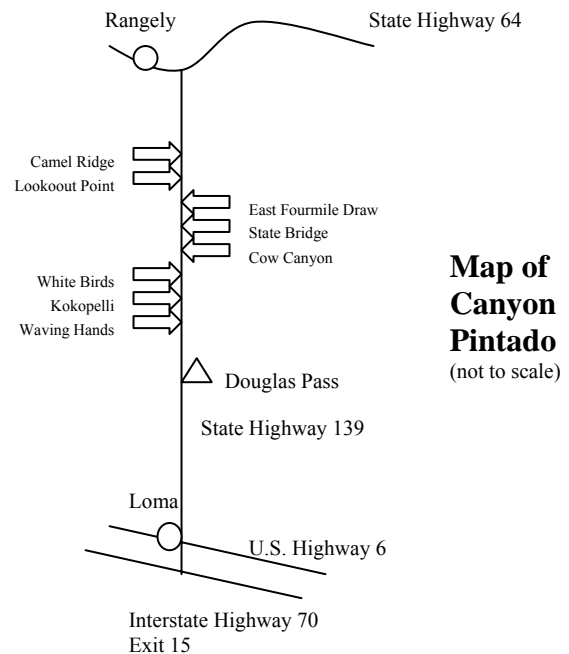 Rangely
State Highway 64
Camel Ridge
Lookoout Point
East Fourmile Draw
State Bridge
Cow Canyon
White Birds
Kokopelli
Waving Hands
Map of
Canyon
Pintado
(not to scale)
Douglas Pass
State Highway 139
Loma
U.S. Highway 6
Interstate Highway 70
Exit 15